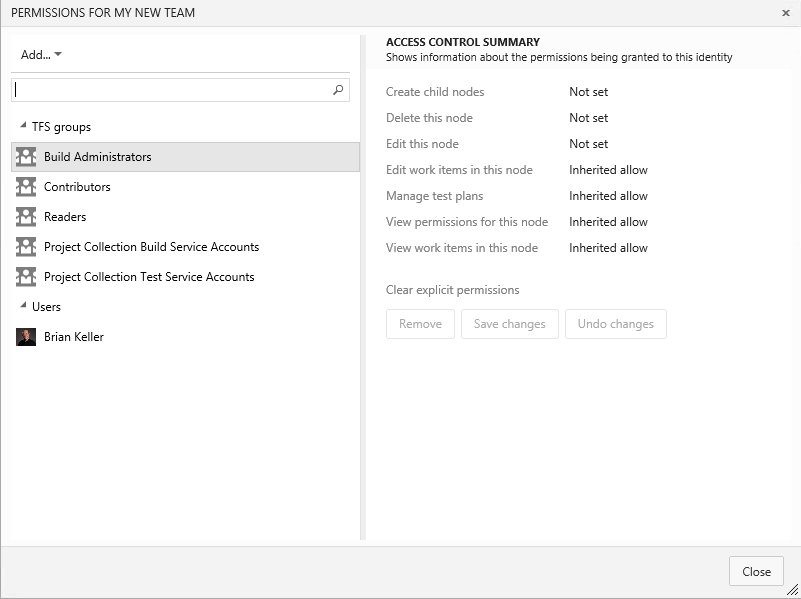 PERMISSIONS FOR MY NEW TEAM
Add...
TFS groups
Build Administrators
Contributors
Readers
Project Collection Build Service Accounts
Project Collection Test Service Accounts
Users
Brian Keller
ACCESS CONTROL SUMMARY
Shows information about the permissions being granted to this identity
Create child nodes Not set
Delete this node Not set
Edit this node Not set
Edit work items in this node Inherited allow
Manage test plans Inherited allow
View permissions for this node Inherited allow
View work items in this node Inherited allow
Clear explicit permissions
Remove Save changes Undo changes
Close